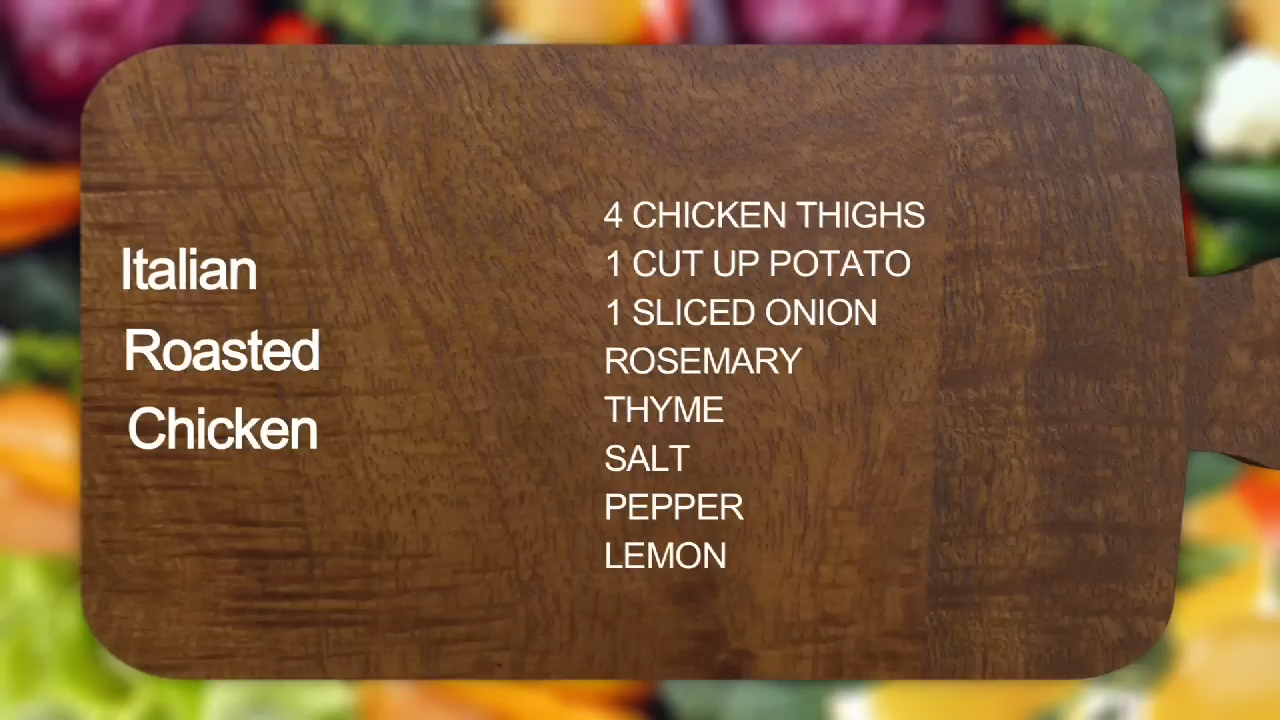 Italian
Roasted
Chicken
4 CHICKEN THIGHS
1 CUT UP POTATO
1 SLICED ONION
ROSEMARY
THYME
SALT
PEPPER
LEMON